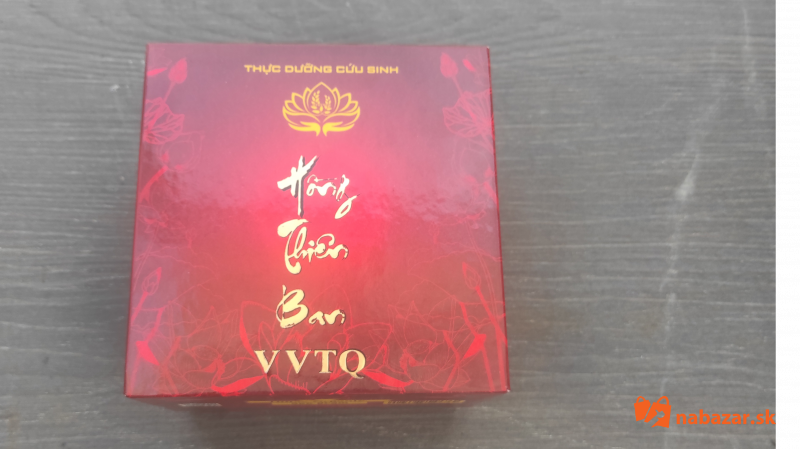 THỰC DƯỠNG CỨU SINH
Hồng
Thiên
Ban
VVTQ
nabazar.sk